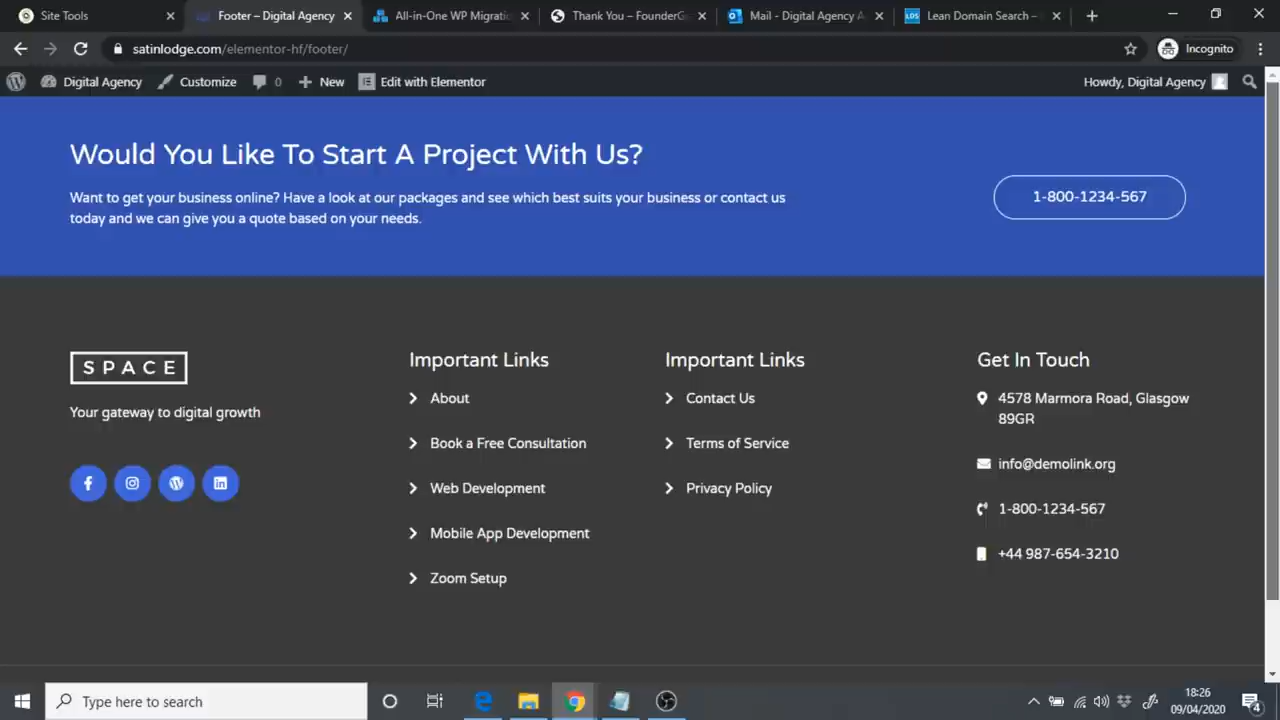 Site Tools
Footer – Digital Agency
All-in-One WP Migratio
Thank You – FounderG
Mail - Digital Agency A
LDS
Lean Domain Search –
satinlodge.com/elementor-hf/footer/
Incognito
Digital Agency
Customize
0
New
Edit with Elementor
Howdy, Digital Agency
Would You Like To Start A Project With Us?
Want to get your business online? Have a look at our packages and see which best suits your business or contact us
today and we can give you a quote based on your needs.
1-800-1234-567
SPACE
Your gateway to digital growth
Important Links
About
Book a Free Consultation
Web Development
Mobile App Development
Zoom Setup
Important Links
Contact Us
Terms of Service
Privacy Policy
Get In Touch
4578 Marmora Road, Glasgow
89GR
info@demolink.org
1-800-1234-567
+44 987-654-3210
Type here to search
18:26
09/04/2020
4